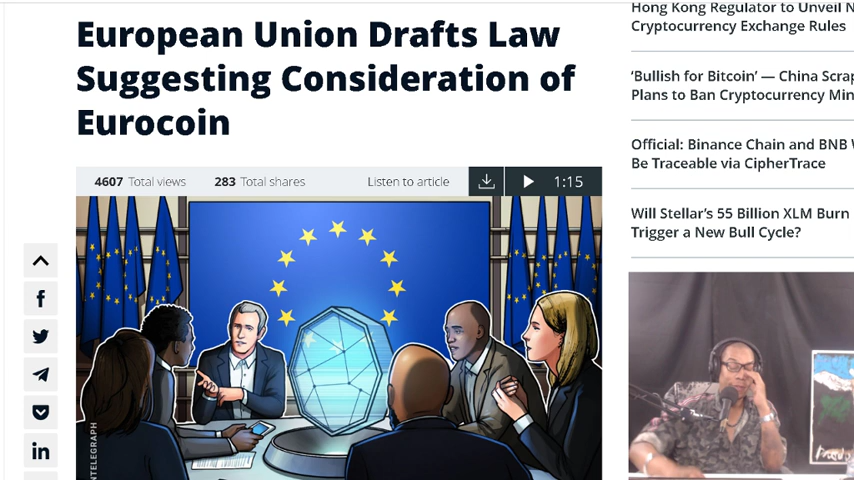 European Union Drafts Law
Suggesting Consideration of
Eurocoin
4607 Total views 283 Total shares Listen to article 1:15
NTELEGRAPH
Hong Kong Regulator to Unveil N
Cryptocurrency Exchange Rules
‘Bullish for Bitcoin’ — China Scrap
Plans to Ban Cryptocurrency Min
Official: Binance Chain and BNB W
Be Traceable via CipherTrace
Will Stellar’s 55 Billion XLM Burn
Trigger a New Bull Cycle?